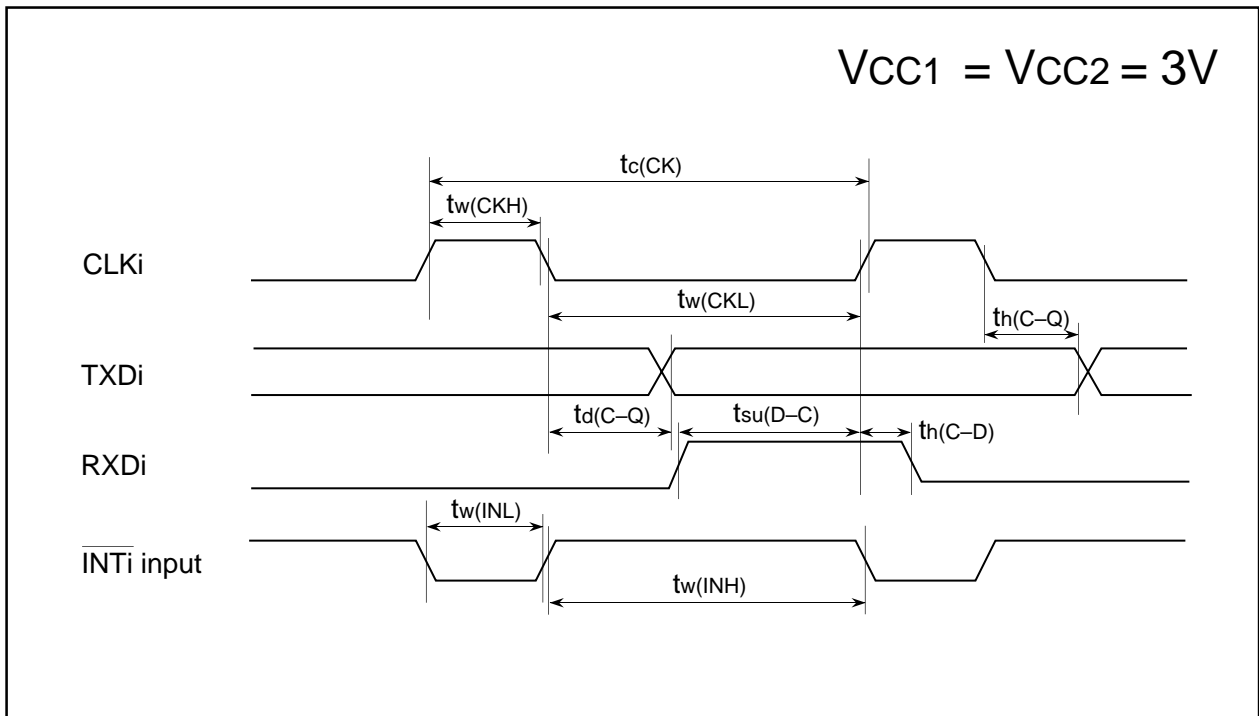 VCC1 = VCC2 = 3V
tc(CK)
tw(CKH)
CLKi
tw(CKL)
th(C–Q)
TXDi
td(C–Q)
tsu(D–C)
th(C–D)
RXDi
tw(INL)
INTi input
tw(INH)